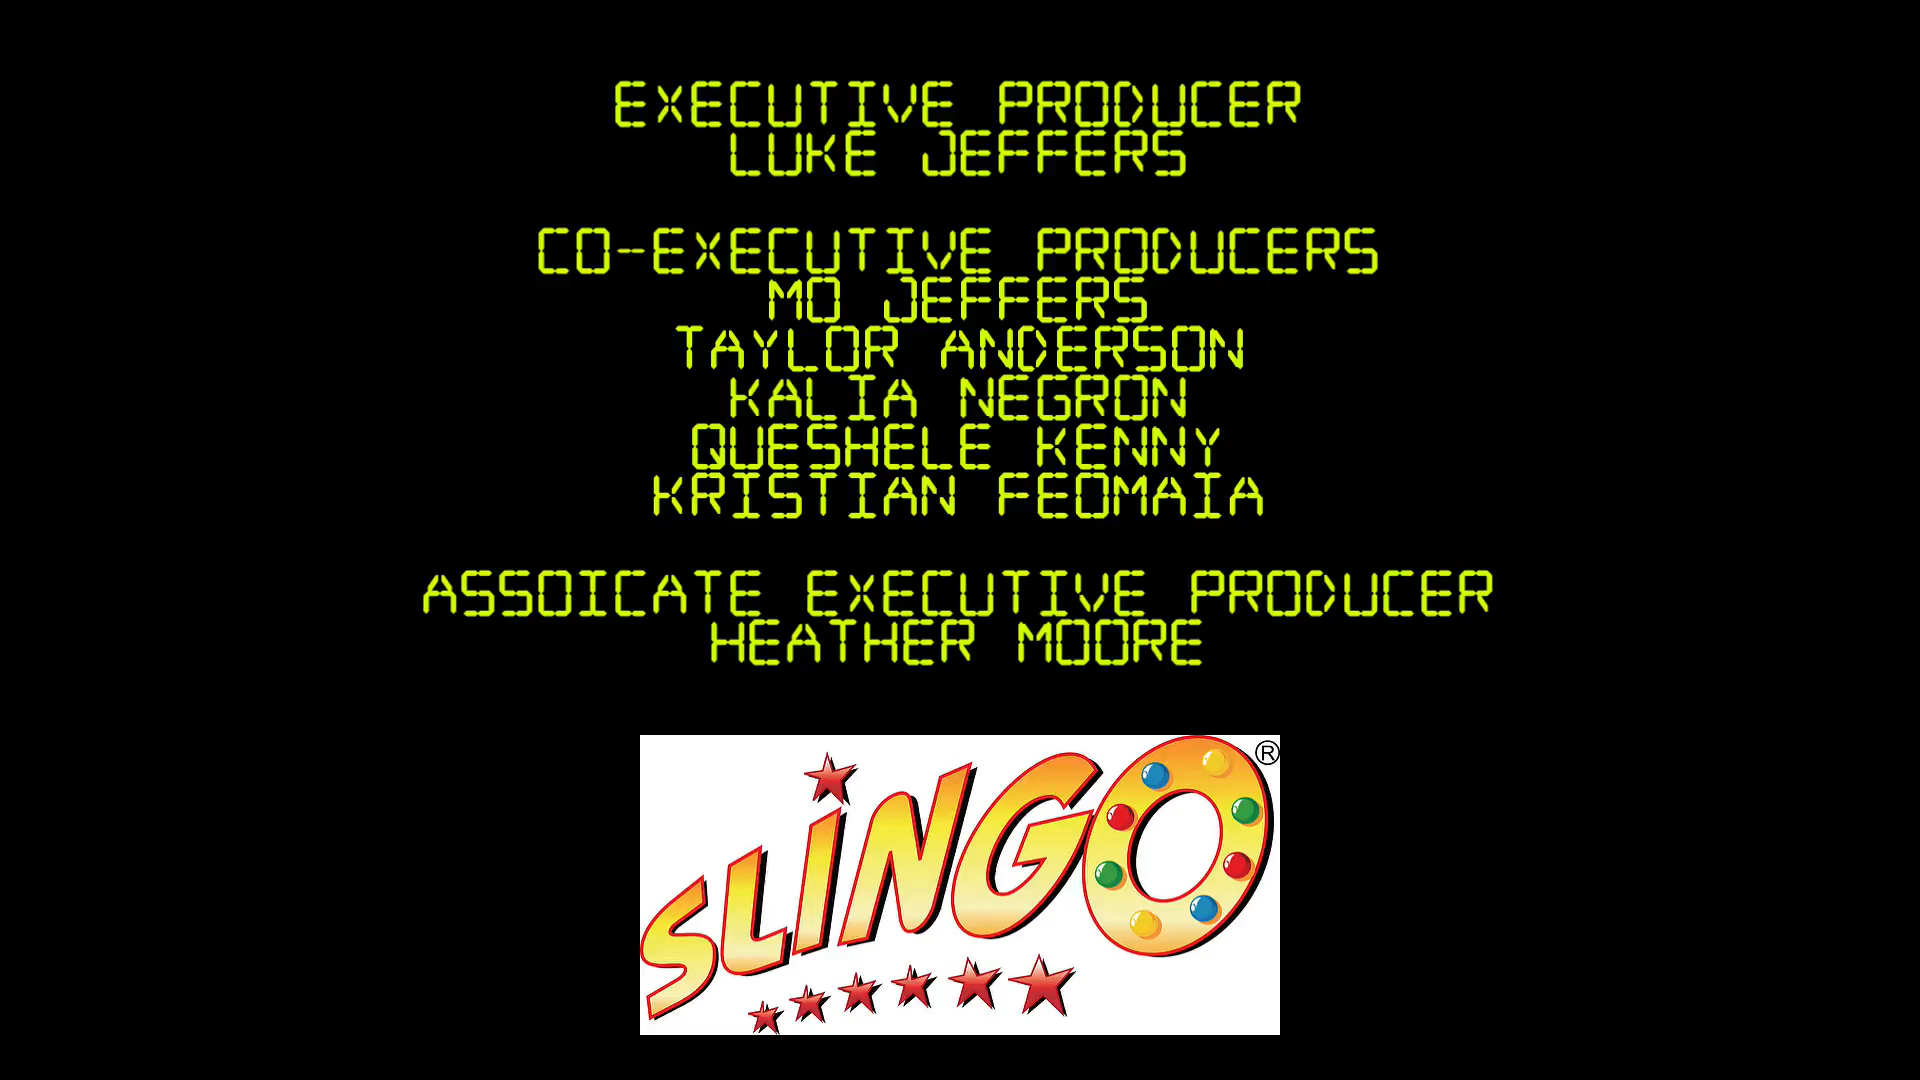 EXECUTIVE PRODUCER
LUKE JEFFERS
CO-EXECUTIVE PRODUCERS
MO JEFFERS
TAYLOR ANDERSON
KALIA NEGRON
QUESHELE KENNY
KRISTIAN FEOMAIA
ASSOICATE EXECUTIVE PRODUCER
HEATHER MOORE
SLiNGO®